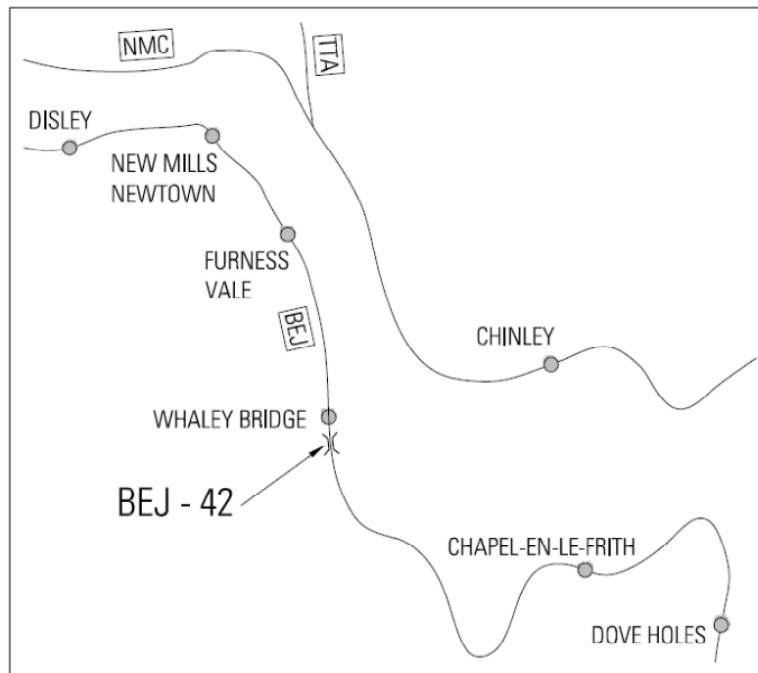 NMC
TTA
DISLEY
NEW MILLS
NEWTOWN
FURNESS
VALE
BEJ
CHINLEY
WHALEY BRIDGE
BEJ - 42
CHAPEL-EN-LE-FRITH
DOVE HOLES